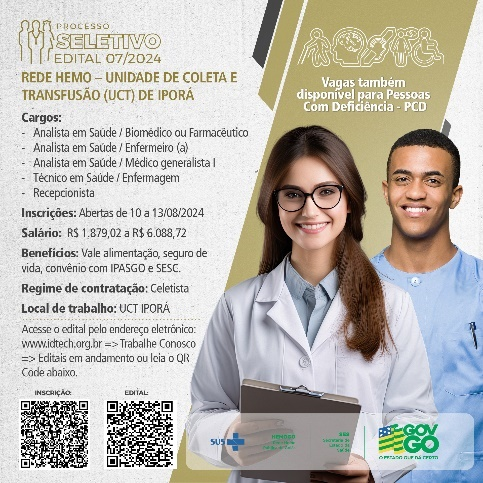 PROCESSO
SELETIVO
EDITAL 07/2024
REDE HEMO – UNIDADE DE COLETA E
TRANSFUSÃO (UCT) DE IPORÁ
Cargos:
- Analista em Saúde / Biomédico ou Farmacêutico
- Analista em Saúde / Enfermeiro (a)
- Analista em Saúde / Médico generalista I
- Técnico em Saúde / Enfermagem
- Recepcionista
Inscrições: Abertas de 10 a 13/08/2024
Salário: R$ 1.879,02 a R$ 6.088,72
Benefícios: Vale alimentação, seguro de
vida, convênio com IPASGO e SESC.
Regime de contratação: Celetista
Local de trabalho: UCT IPORÁ
Acesse o edital pelo endereço eletrônico:
www.idtech.org.br => Trabalhe Conosco
=> Editais em andamento ou leia o QR
Code abaixo.
INSCRIÇÃO:
EDITAL:
Vagas também
disponível para Pessoas
Com Deficiência - PCD
SUS
GOV
GO
O ESTADO QUE DÁ CERTO